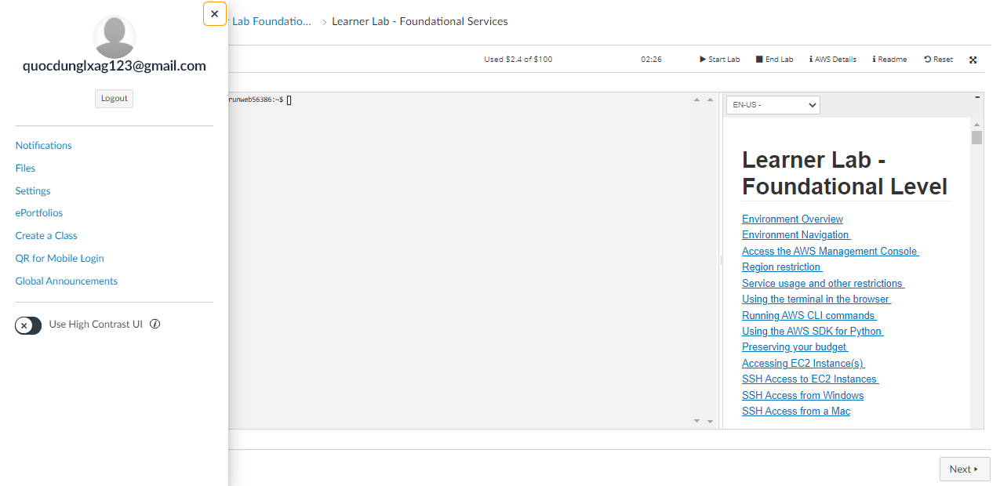 Lab Foundatio... > Learner Lab - Foundational Services
quocdunglxag123@gmail.com
Logout
Notifications
Files
Settings
ePortfolios
Create a Class
QR for Mobile Login
Global Announcements
Use High Contrast UI
Used $2.4 of $100
02:26
Start Lab
End Lab
AWS Details
Readme
Reset
runweb56386:~$
EN-US -
Learner Lab -
Foundational Level
Environment Overview
Environment Navigation
Access the AWS Management Console
Region restriction
Service usage and other restrictions
Using the terminal in the browser
Running AWS CLI commands
Using the AWS SDK for Python
Preserving your budget
Accessing EC2 Instance(s)
SSH Access to EC2 Instances
SSH Access from Windows
SSH Access from a Mac
Next